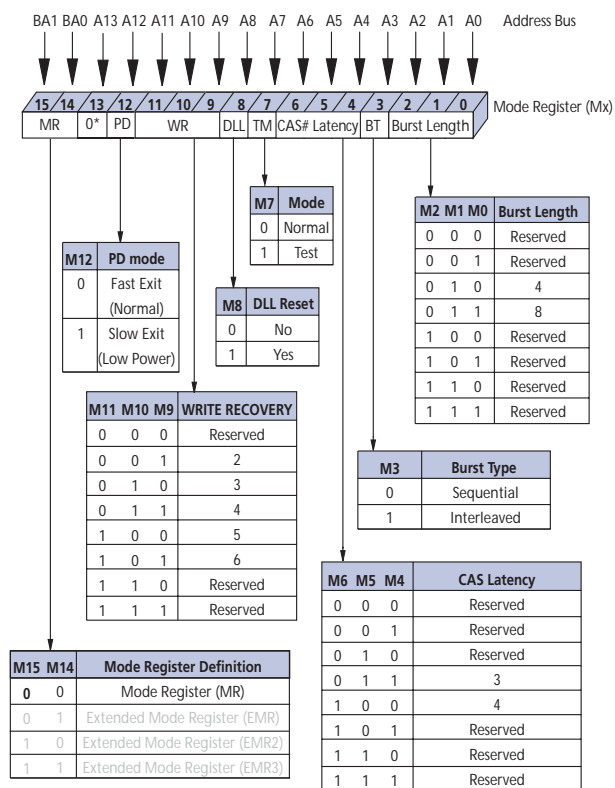 BA1 BA0 A13 A12 A11 A10 A9 A8 A7 A6 A5 A4 A3 A2 A1 A0 Address Bus
15 14 13 12 11 10 9 8 7 6 5 4 3 2 1 0 Mode Register (Mx)
MR 0* PD WR DLL TM CAS# Latency BT Burst Length
M7 Mode
0 Normal
1 Test
M2 M1 M0 Burst Length
0 0 0 Reserved
0 0 1 Reserved
0 1 0 4
0 1 1 8
1 0 0 Reserved
1 0 1 Reserved
1 1 0 Reserved
1 1 1 Reserved
M12 PD mode
0 Fast Exit
(Normal)
1 Slow Exit
(Low Power)
M8 DLL Reset
0 No
1 Yes
M11 M10 M9 WRITE RECOVERY
0 0 0 Reserved
0 0 1 2
0 1 0 3
0 1 1 4
1 0 0 5
1 0 1 6
1 1 0 Reserved
1 1 1 Reserved
M3 Burst Type
0 Sequential
1 Interleaved
M6 M5 M4 CAS Latency
0 0 0 Reserved
0 0 1 Reserved
0 1 0 Reserved
0 1 1 3
1 0 0 4
1 0 1 Reserved
1 1 0 Reserved
1 1 1 Reserved
M15 M14 Mode Register Definition
0 0 Mode Register (MR)
0 1 Extended Mode Register (EMR)
1 0 Extended Mode Register (EMR2)
1 1 Extended Mode Register (EMR3)